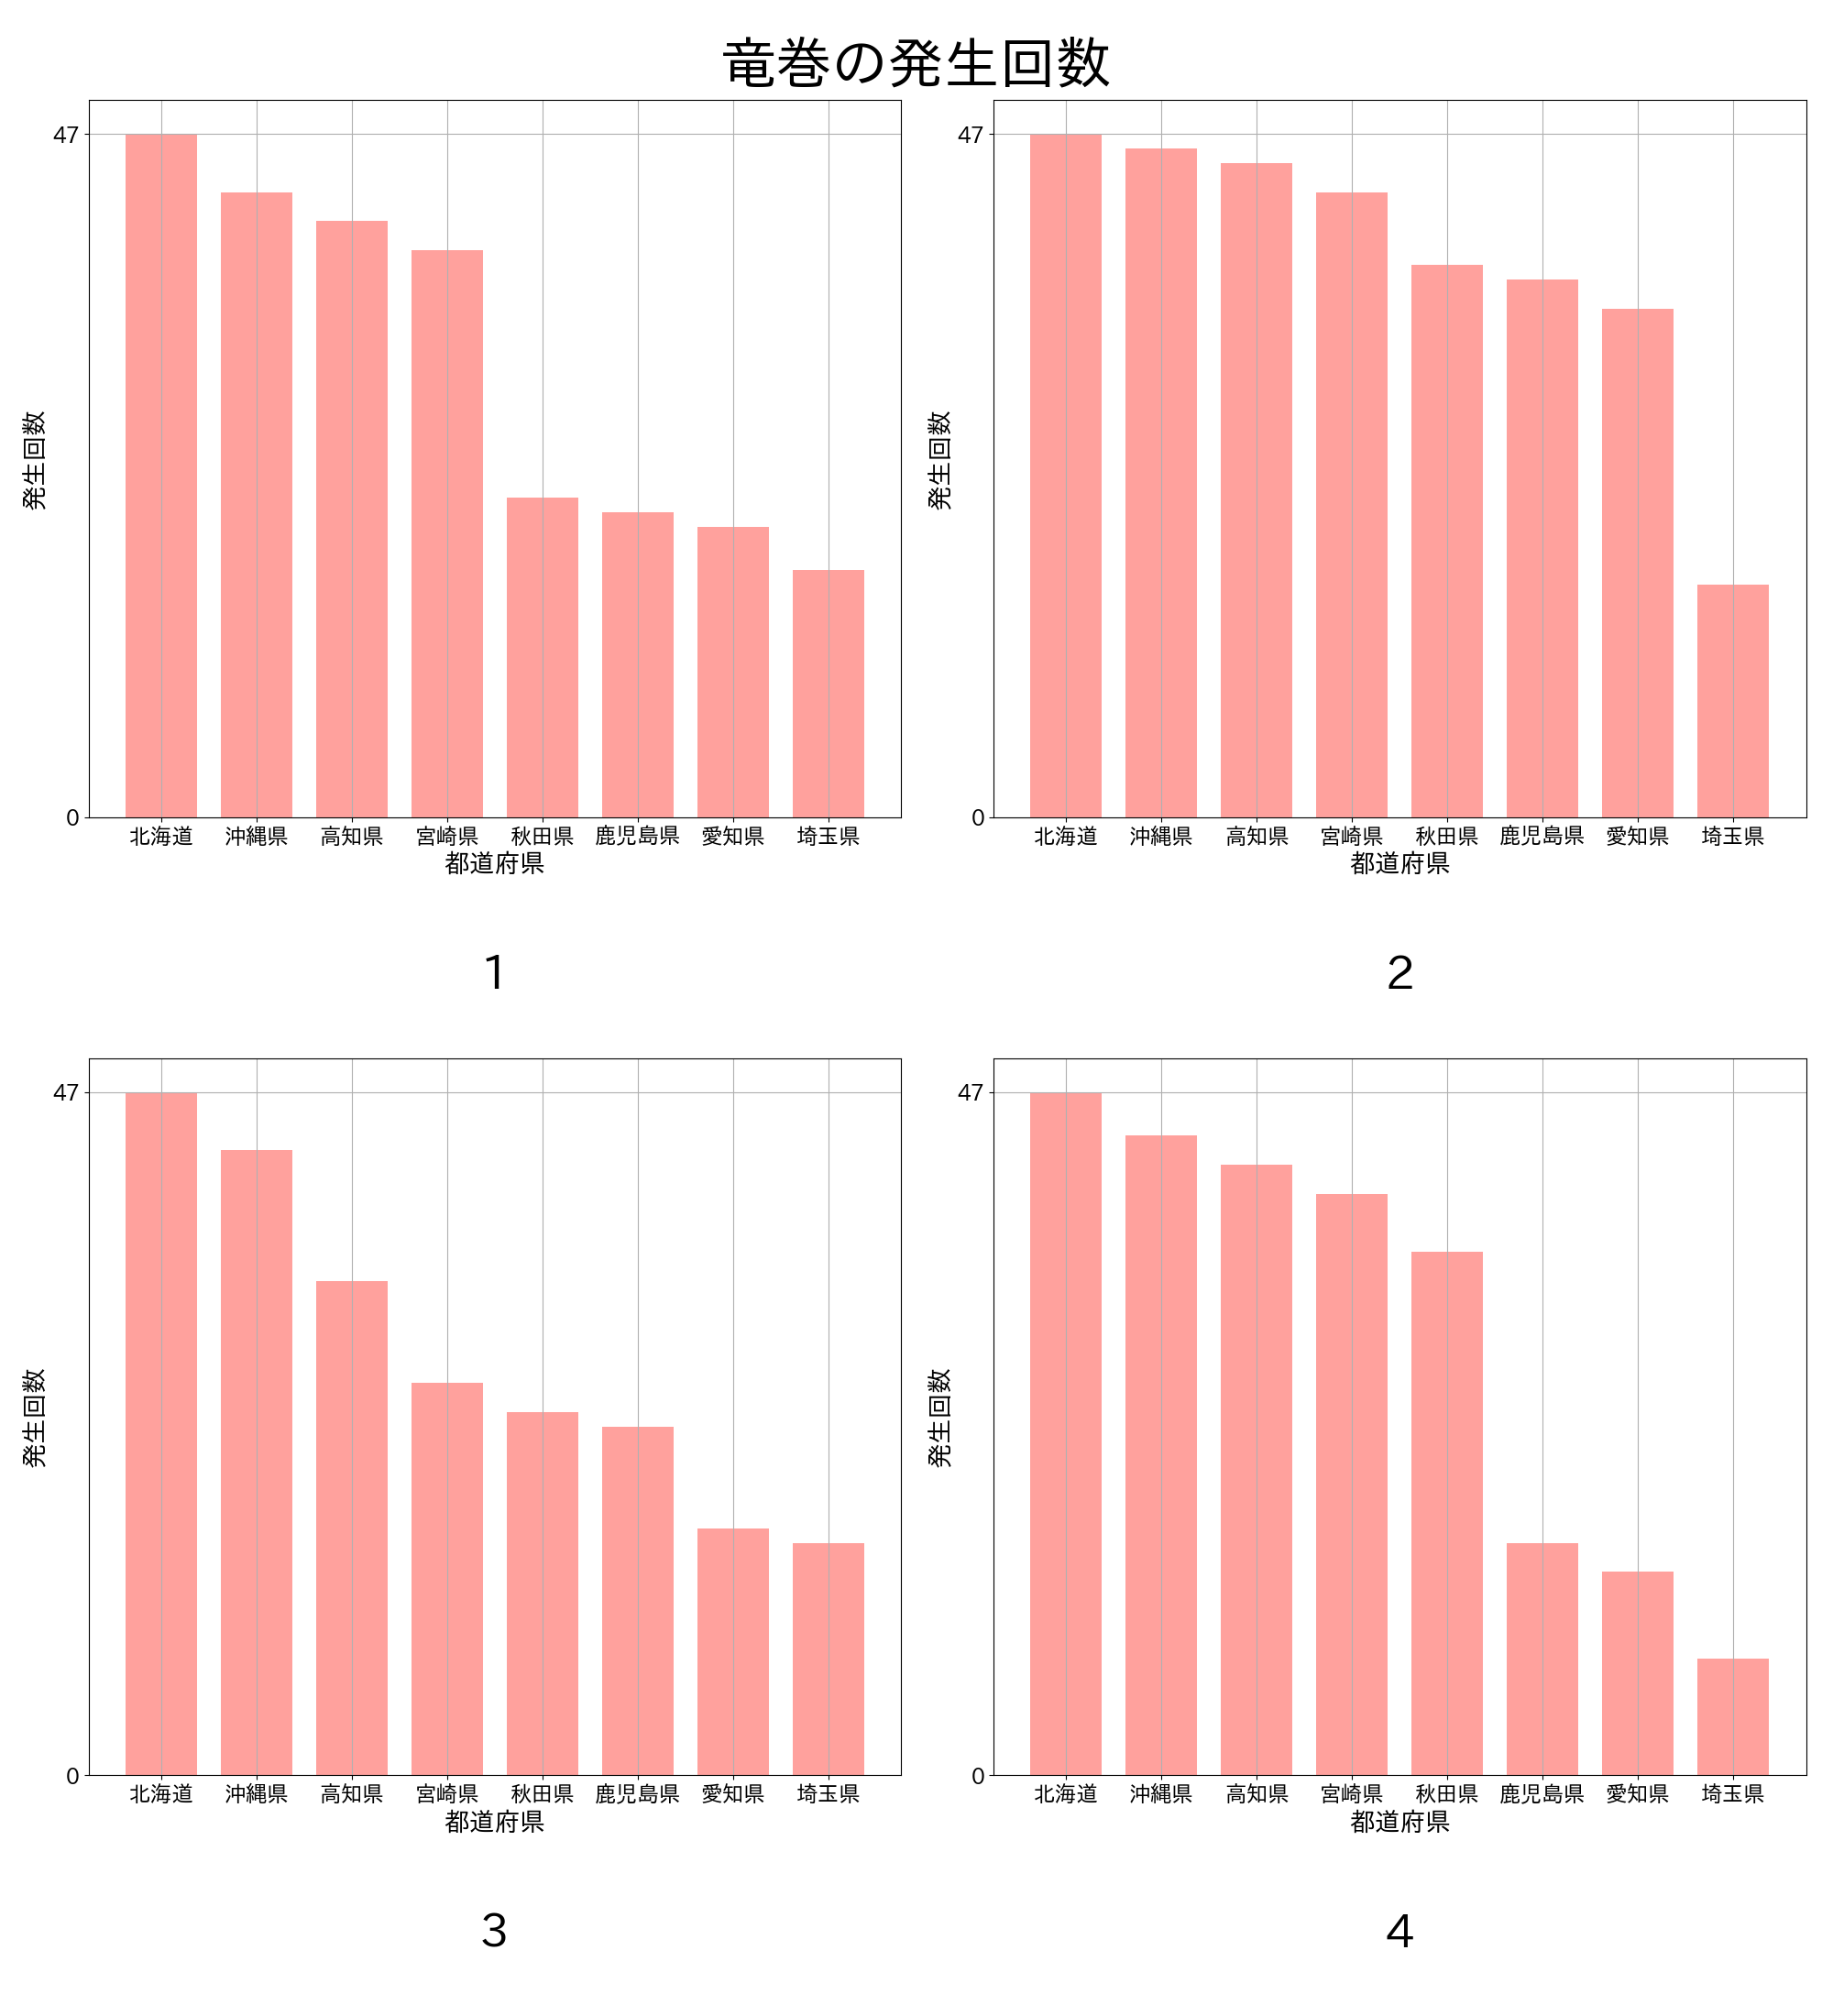 竜巻の発生回数
47
0
発生回数
北海道 沖縄県 高知県 宮崎県 秋田県 鹿児島県 愛知県 埼玉県
都道府県
1
47
0
発生回数
北海道 沖縄県 高知県 宮崎県 秋田県 鹿児島県 愛知県 埼玉県
都道府県
2
47
0
発生回数
北海道 沖縄県 高知県 宮崎県 秋田県 鹿児島県 愛知県 埼玉県
都道府県
3
47
0
発生回数
北海道 沖縄県 高知県 宮崎県 秋田県 鹿児島県 愛知県 埼玉県
都道府県
4